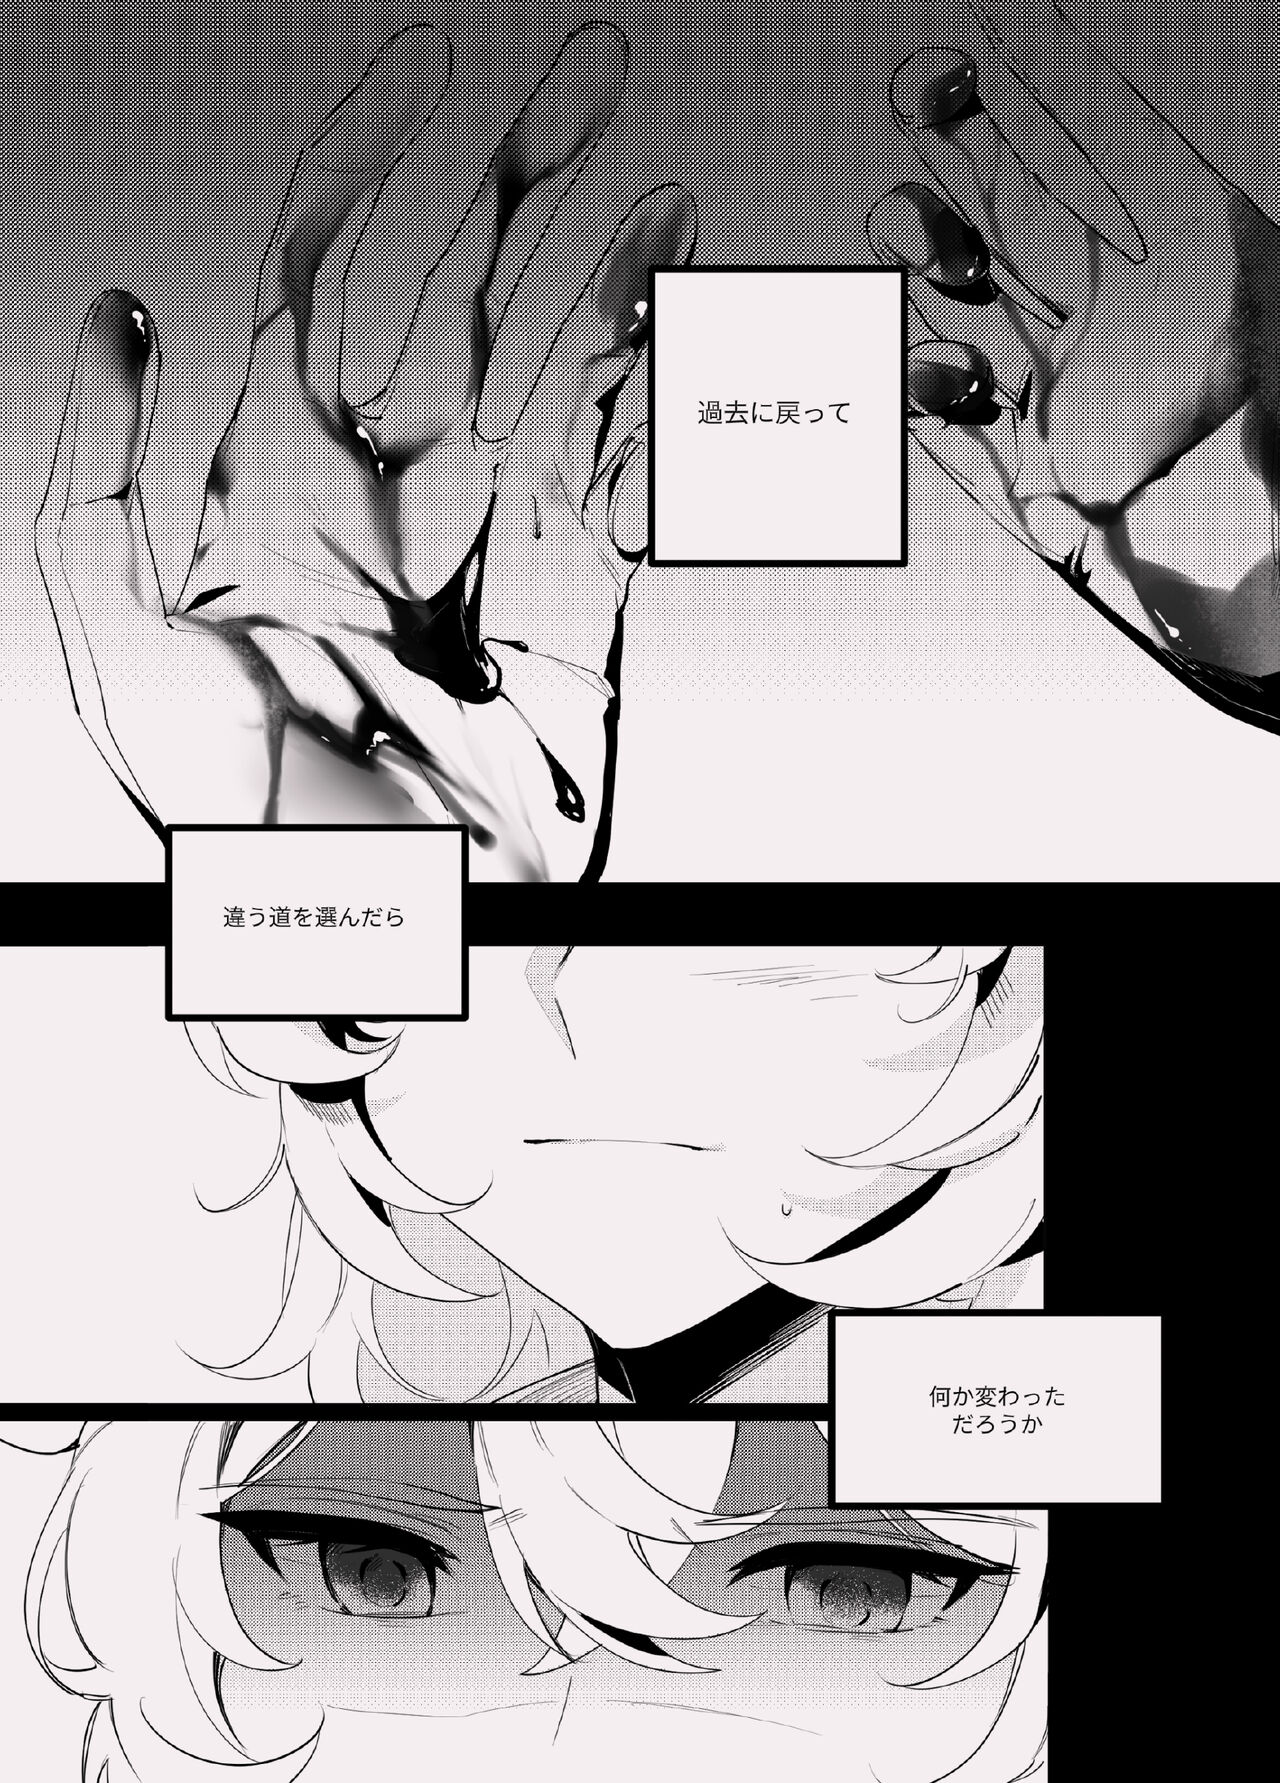 過去に戻って
違う道を選んだら
何か変わった
だろうか